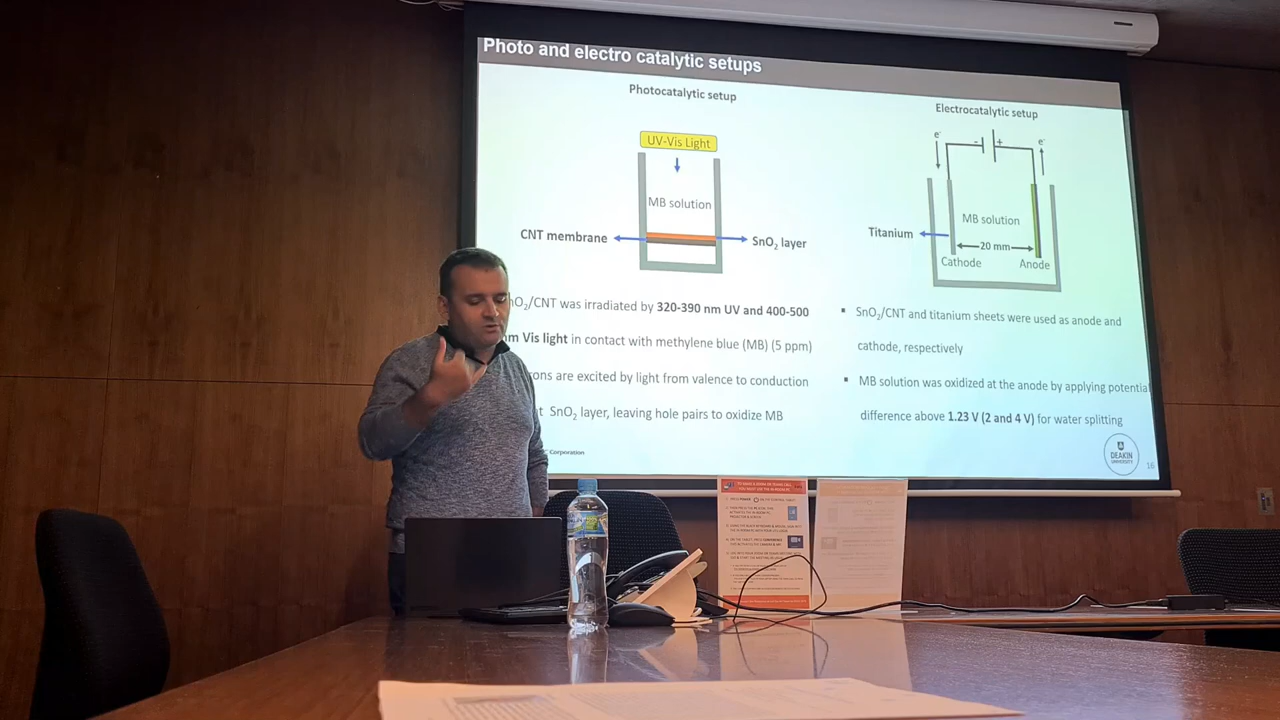 Photo and electro catalytic setups
Photocatalytic setup
UV-Vis Light
MB solution
CNT membrane
SnO₂ layer
nO₂/CNT was irradiated by 320-390 nm UV and 400-500
nm Vis light in contact with methylene blue (MB) (5 ppm)
rons are excited by light from valence to conduction
at SnO₂ layer, leaving hole pairs to oxidize MB
Corporation
Electrocatalytic setup
e⁻ - + e⁻
MB solution
Titanium
20 mm
Cathode Anode
▪ SnO₂/CNT and titanium sheets were used as anode and
cathode, respectively
▪ MB solution was oxidized at the anode by applying potential
difference above 1.23 V (2 and 4 V) for water splitting
DEAKIN
UNIVERSITY
16